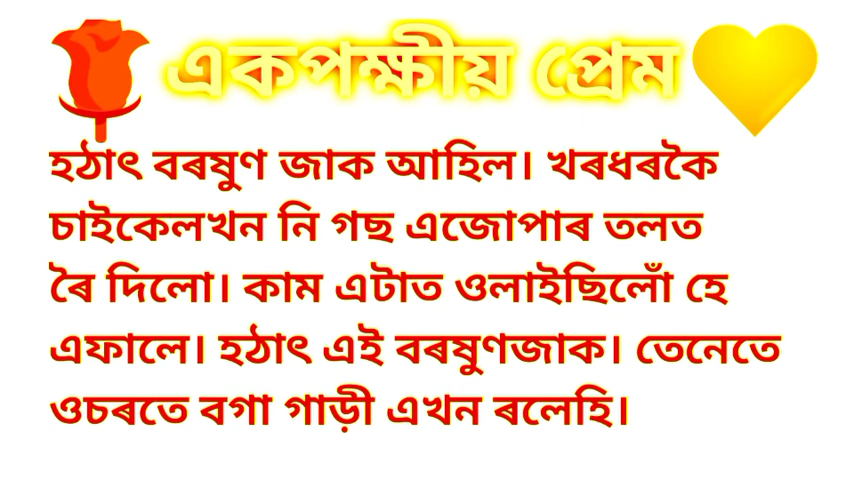 একপক্ষীয় প্ৰেম
হঠাৎ বৰষুণ জাক আহিল। খৰধৰকৈ
চাইকেলখন নি গছ এজোপাৰ তলত
ৰৈ দিলো। কাম এটাত ওলাইছিলোঁ হে
এফালে। হঠাৎ এই বৰষুণজাক। তেনেতে
ওচৰতে বগা গাড়ী এখন ৰলেহি।